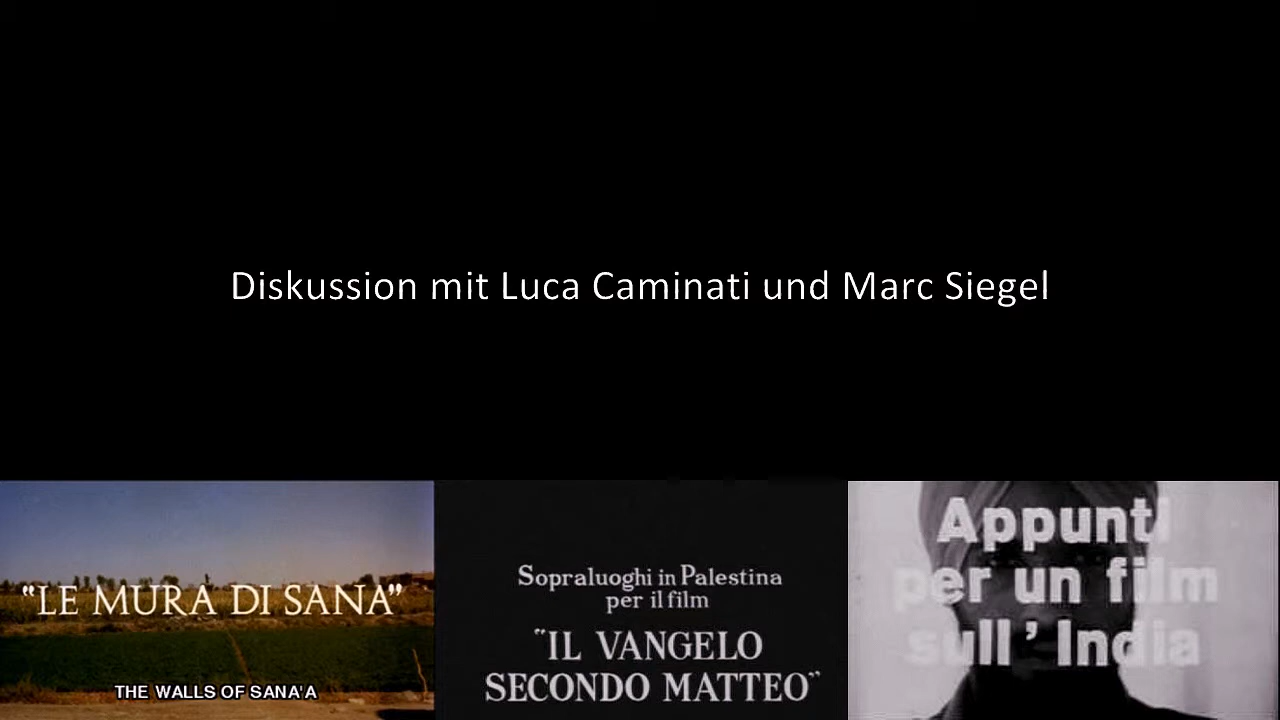 Diskussion mit Luca Caminati und Marc Siegel
“LE MURA DI SANA”
THE WALLS OF SANA'A
Sopraluoghi in Palestina
per il film
“IL VANGELO
SECONDO MATTEO”
Appunti
per un film
sull’ India